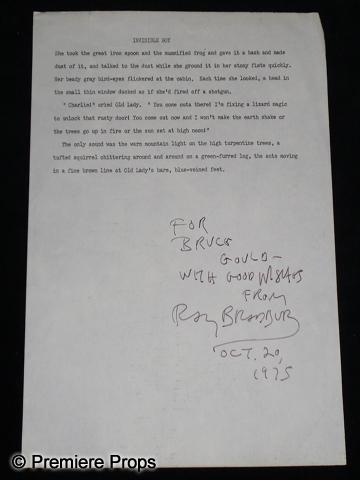 INVISIBLE BOY
She took the great iron spoon and the mummified frog and gave it a bash and made
dust of it, and talked to the dust while she ground it in her stony fists quickly.
Her beady gray bird-eyes flickered at the cabin. Each time she looked, a head in
the small thin window ducked as if she'd fired off a shotgun.
" Charlie!" cried Old Lady. " You come outa there! I'm fixing a lizard magic
to unlock that rusty door! You come out now and I won't make the earth shake or
the trees go up in fire or the sun set at high noon!"
The only sound was the warm mountain light on the high turpentine trees, a
tufted squirrel chittering around and around on a green-furred log, the ants moving
in a fine brown line at Old Lady's bare, blue-veined feet.
FOR
BRUCE
GOULD—
WITH GOOD WISHES
FROM
RAY BRADBURY
OCT. 20,
1975
© Premiere Props